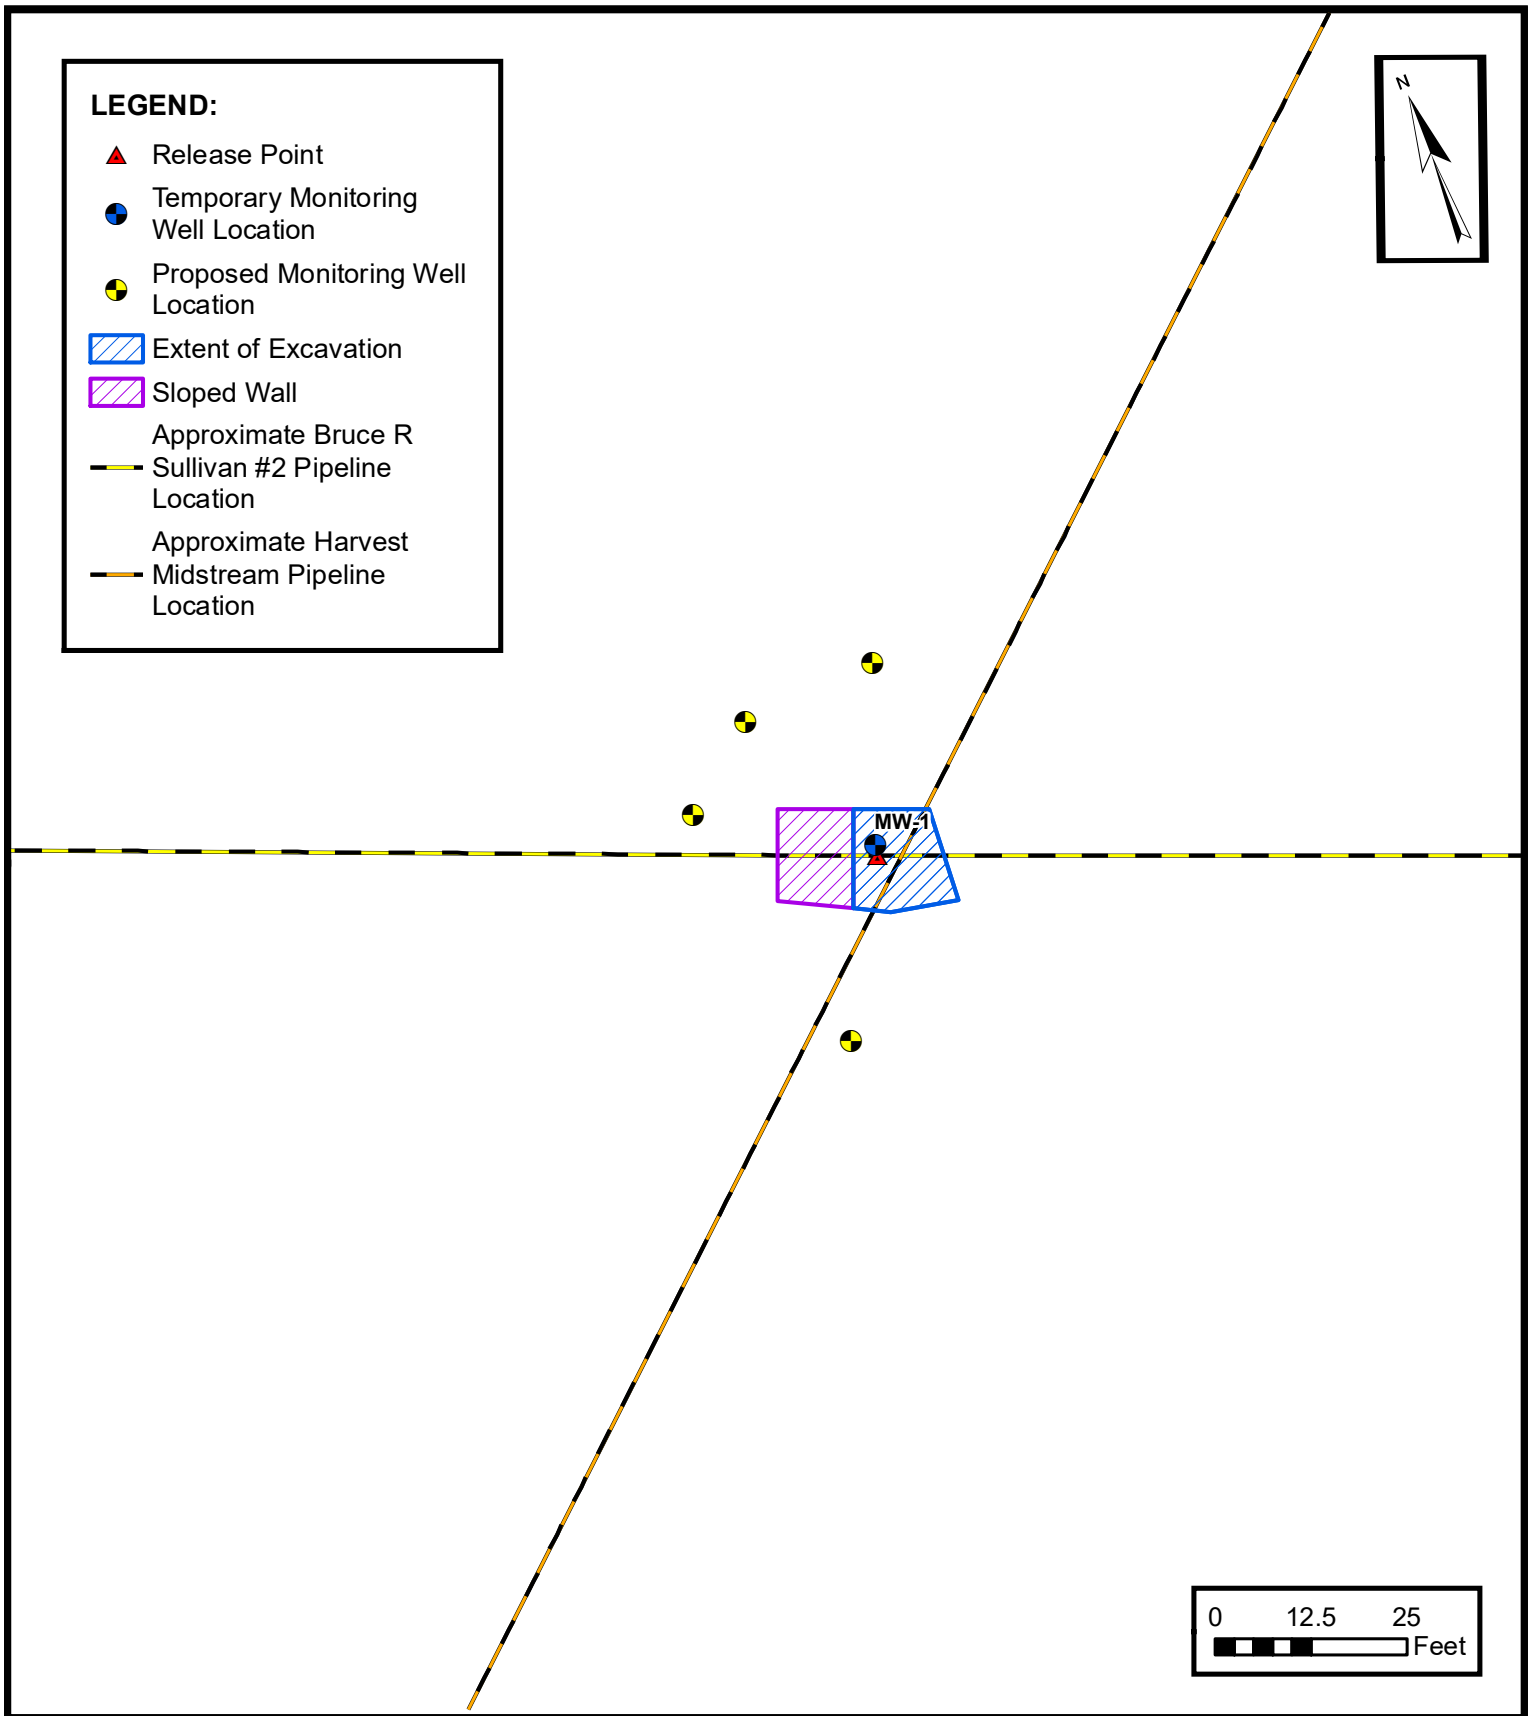 LEGEND:
Release Point
Temporary Monitoring
Well Location
Proposed Monitoring Well
Location
Extent of Excavation
Sloped Wall
Approximate Bruce R
Sullivan #2 Pipeline
Location
Approximate Harvest
Midstream Pipeline
Location
N
MW-1
0 12.5 25
Feet